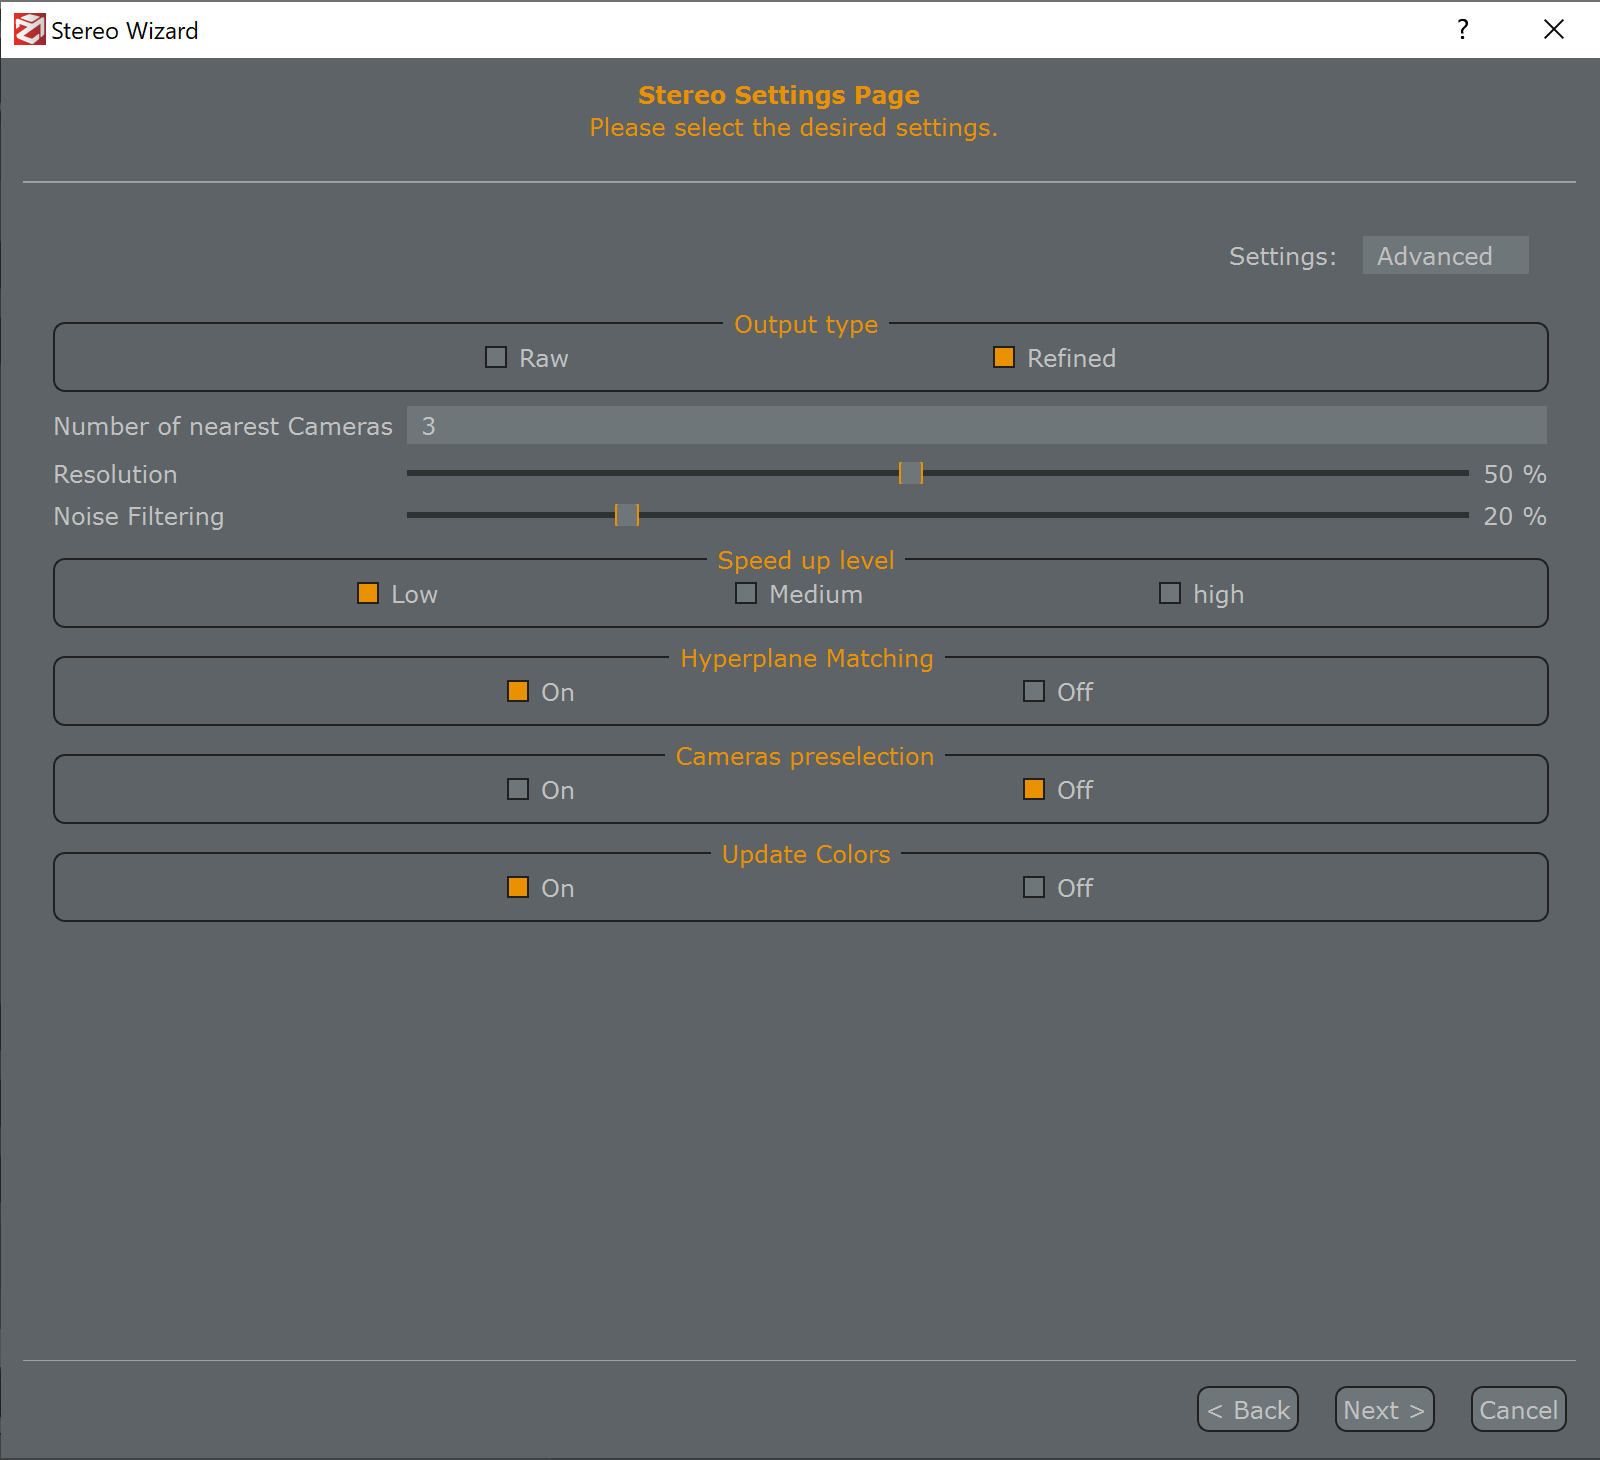 Stereo Wizard
?
Stereo Settings Page
Please select the desired settings.
Settings: Advanced
Output type
Raw Refined
Number of nearest Cameras 3
Resolution 50 %
Noise Filtering 20 %
Speed up level
Low Medium high
Hyperplane Matching
On Off
Cameras preselection
On Off
Update Colors
On Off
< Back Next > Cancel